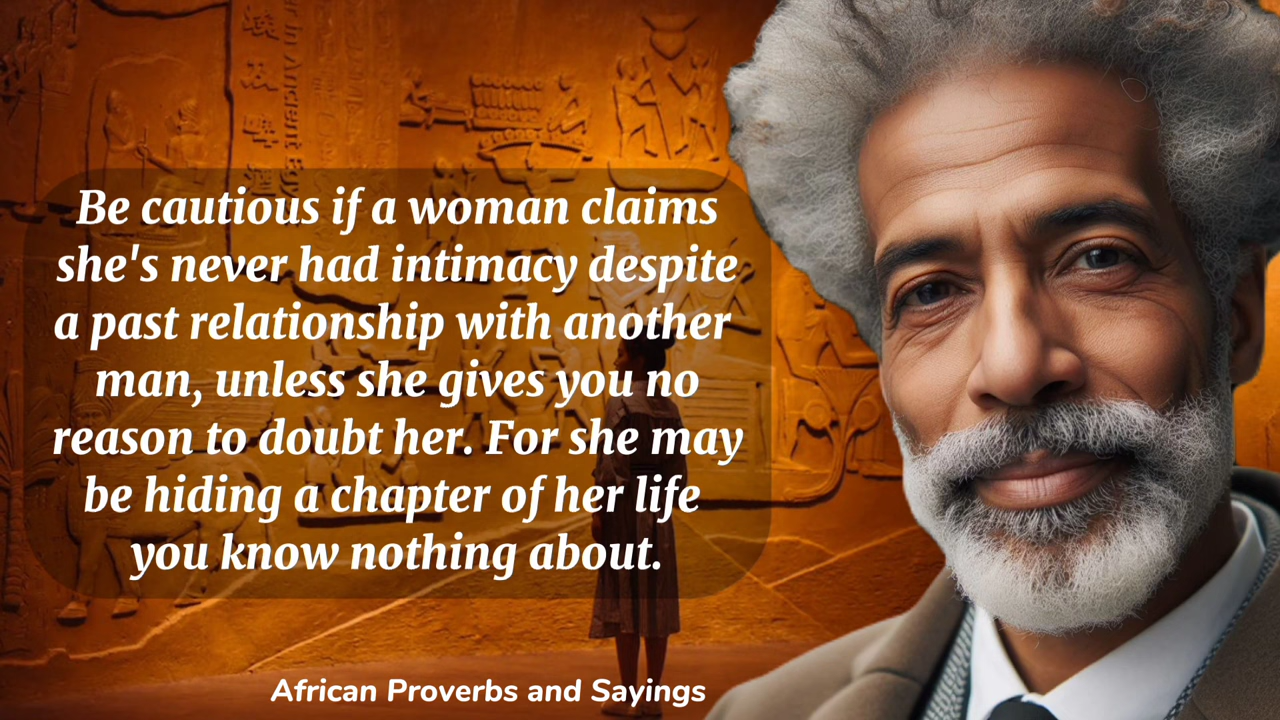 Be cautious if a woman claims
she's never had intimacy despite
a past relationship with another
man, unless she gives you no
reason to doubt her. For she may
be hiding a chapter of her life
you know nothing about.
African Proverbs and Sayings